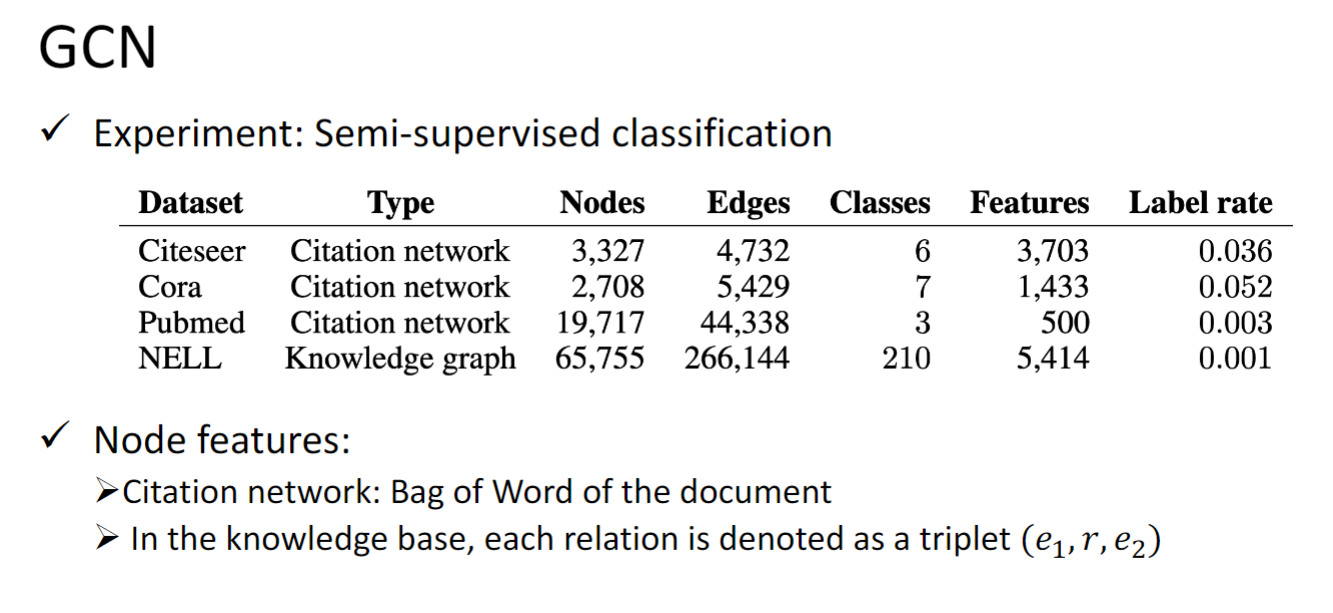 GCN
✓ Experiment: Semi-supervised classification
Dataset Type Nodes Edges Classes Features Label rate
Citeseer Citation network 3,327 4,732 6 3,703 0.036
Cora Citation network 2,708 5,429 7 1,433 0.052
Pubmed Citation network 19,717 44,338 3 500 0.003
NELL Knowledge graph 65,755 266,144 210 5,414 0.001
✓ Node features:
➢Citation network: Bag of Word of the document
➢ In the knowledge base, each relation is denoted as a triplet (e₁, r, e₂)